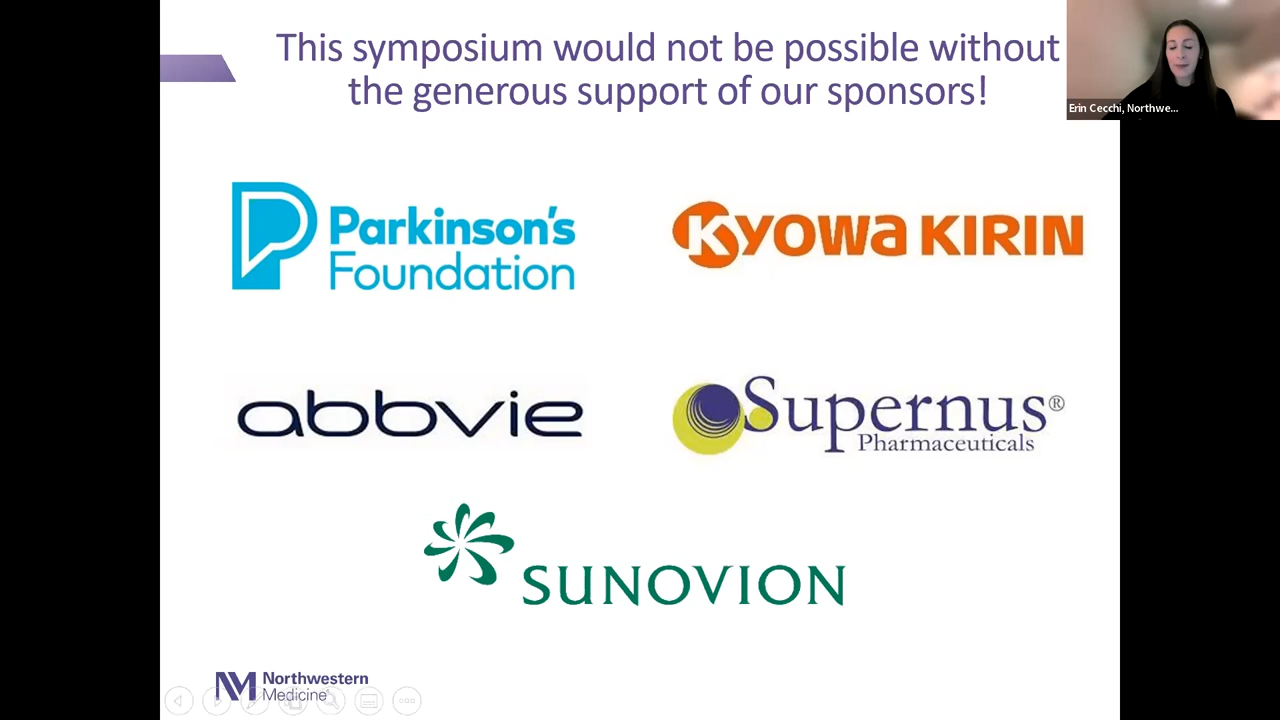 This symposium would not be possible without
the generous support of our sponsors!
Erin Cecchi, Northwe...
Parkinson's
Foundation
KYOWA KIRIN
abbvie
Supernus®
Pharmaceuticals
SUNOVION
NM Northwestern
Medicine